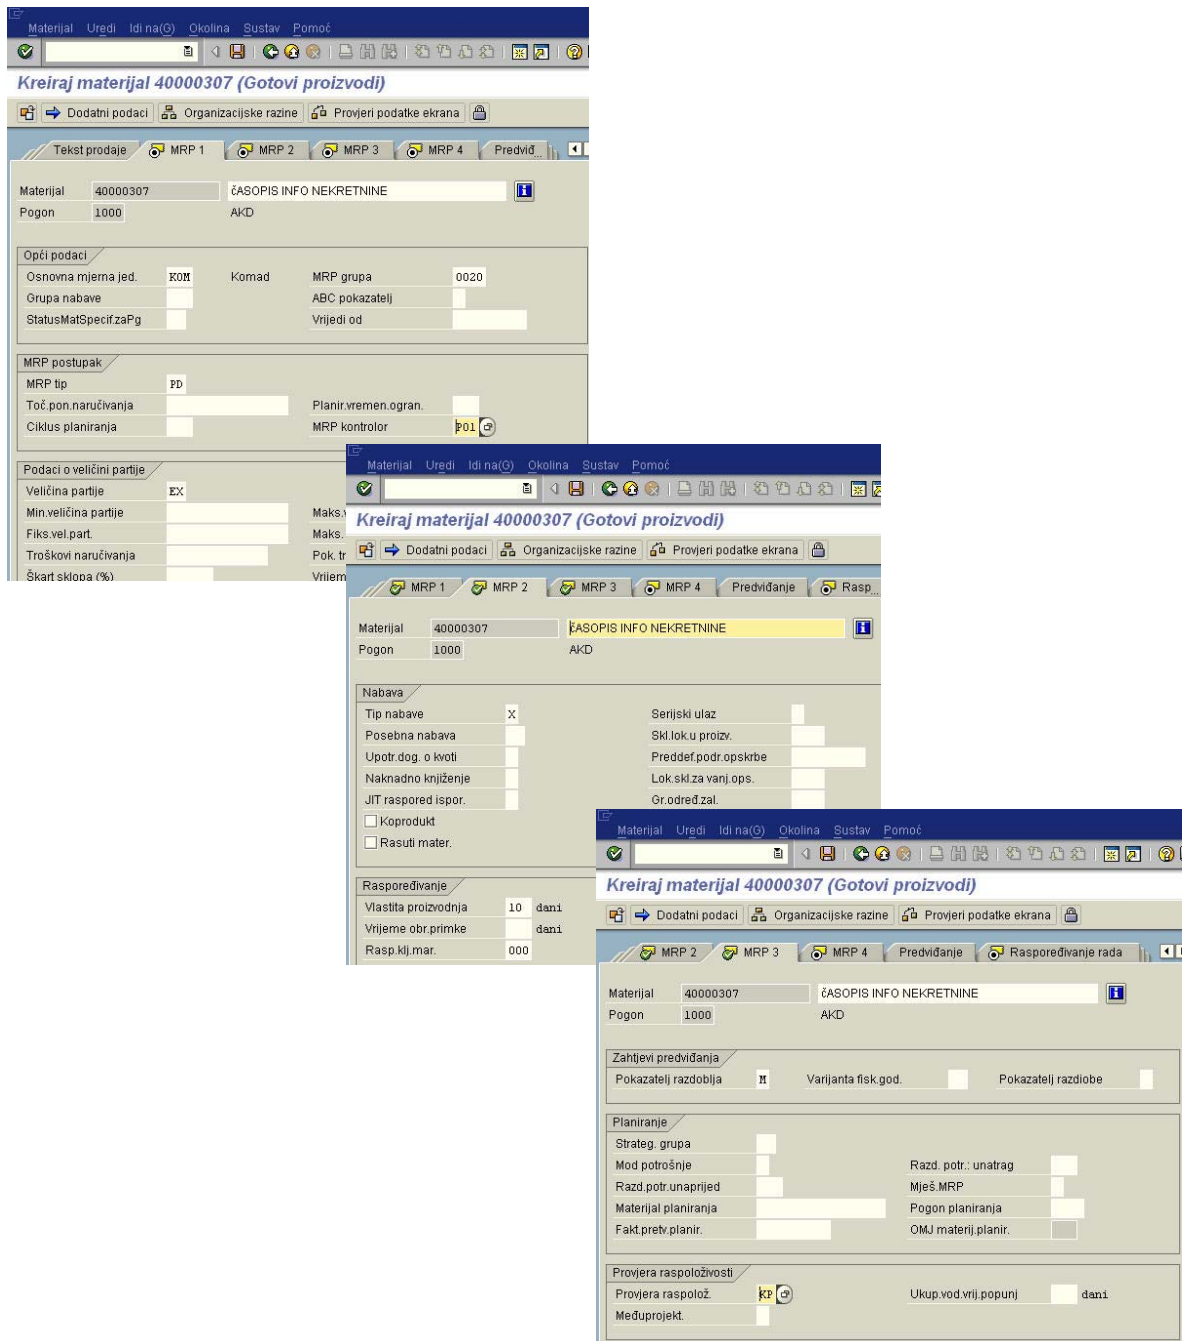 Materijal Uredi Idi na(G) Okolina Sustav Pomoć
Kreiraj materijal 40000307 (Gotovi proizvodi)
Dodatni podaci Organizacijske razine Provjeri podatke ekrana
Tekst prodaje MRP 1 MRP 2 MRP 3 MRP 4 Predviđ...
Materijal 40000307 čASOPIS INFO NEKRETNINE
Pogon 1000 AKD
Opći podaci
Osnovna mjerna jed. KOM Komad MRP grupa 0020
Grupa nabave ABC pokazatelj
StatusMatSpecif.zaPg Vrijedi od
MRP postupak
MRP tip PD
Toč.pon.naručivanja Planir.vremen.ogran.
Ciklus planiranja MRP kontrolor P01
Podaci o veličini partije
Veličina partije EX
Min.veličina partije Maks.v
Fiks.vel.part. Maks.
Troškovi naručivanja Pok. tr
Škart sklopa (%) Vrijem
Materijal Uredi Idi na(G) Okolina Sustav Pomoć
Kreiraj materijal 40000307 (Gotovi proizvodi)
Dodatni podaci Organizacijske razine Provjeri podatke ekrana
MRP 1 MRP 2 MRP 3 MRP 4 Predviđanje Rasp...
Materijal 40000307 čASOPIS INFO NEKRETNINE
Pogon 1000 AKD
Nabava
Tip nabave X Serijski ulaz
Posebna nabava Skl.lok.u proizv.
Upotr.dog. o kvoti Preddef.podr.opskrbe
Naknadno knjiženje Lok.skl.za vanj.ops.
JIT raspored ispor. Gr.određ.zal.
Koprodukt
Rasuti mater.
Raspoređivanje
Vlastita proizvodnja 10 dani
Vrijeme obr.primke dani
Rasp.klj.mar. 000
Materijal Uredi Idi na(G) Okolina Sustav Pomoć
Kreiraj materijal 40000307 (Gotovi proizvodi)
Dodatni podaci Organizacijske razine Provjeri podatke ekrana
MRP 2 MRP 3 MRP 4 Predviđanje Raspoređivanje rada
Materijal 40000307 čASOPIS INFO NEKRETNINE
Pogon 1000 AKD
Zahtjevi predviđanja
Pokazatelj razdoblja M Varijanta fisk.god. Pokazatelj razdiobe
Planiranje
Strateg. grupa
Mod potrošnje Razd. potr.: unatrag
Razd.potr.unaprijed Mješ.MRP
Materijal planiranja Pogon planiranja
Fakt.pretv.planir. OMJ materij.planir.
Provjera raspoloživosti
Provjera raspolož. KP Ukup.vod.vrij.popunj dani
Međuprojekt.